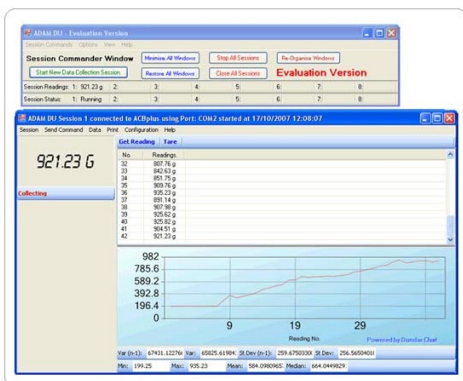 ADAM DU - Evaluation Version
Session Commands Options View Help
Session Commander Window Minimize All Windows Stop All Sessions Re-Organise Windows
Start New Data Collection Session Restore All Windows Close All Sessions Evaluation Version
Session Readings: 1: 921.23 g 2: 3: 4: 5: 6: 7: 8:
Session Status: 1: Running 2: 3: 4: 5: 6: 7: 8:
ADAM DU Session 1 connected to ACBplus using Port: COM2 started at 17/10/2007 12:08:07
Session Send Command Data Print Configuration Help
921.23 G
Collecting
Get Reading Tare
No. Readings
32 807.76 g
33 842.63 g
34 851.75 g
35 909.76 g
36 935.23 g
37 891.14 g
38 907.98 g
39 925.62 g
40 925.82 g
41 904.51 g
42 921.23 g
982
785.6
589.2
392.8
196.4
0
9 19 29
Reading No.
Powered by Dundas Chart
Var (n-1): 67431.12276 Var: 65825.6198 St Dev (n-1): 259.6750330 St Dev: 256.5650401
Min: 199.25 Max: 935.23 Mean: 584.0980965 Median: 664.0449829